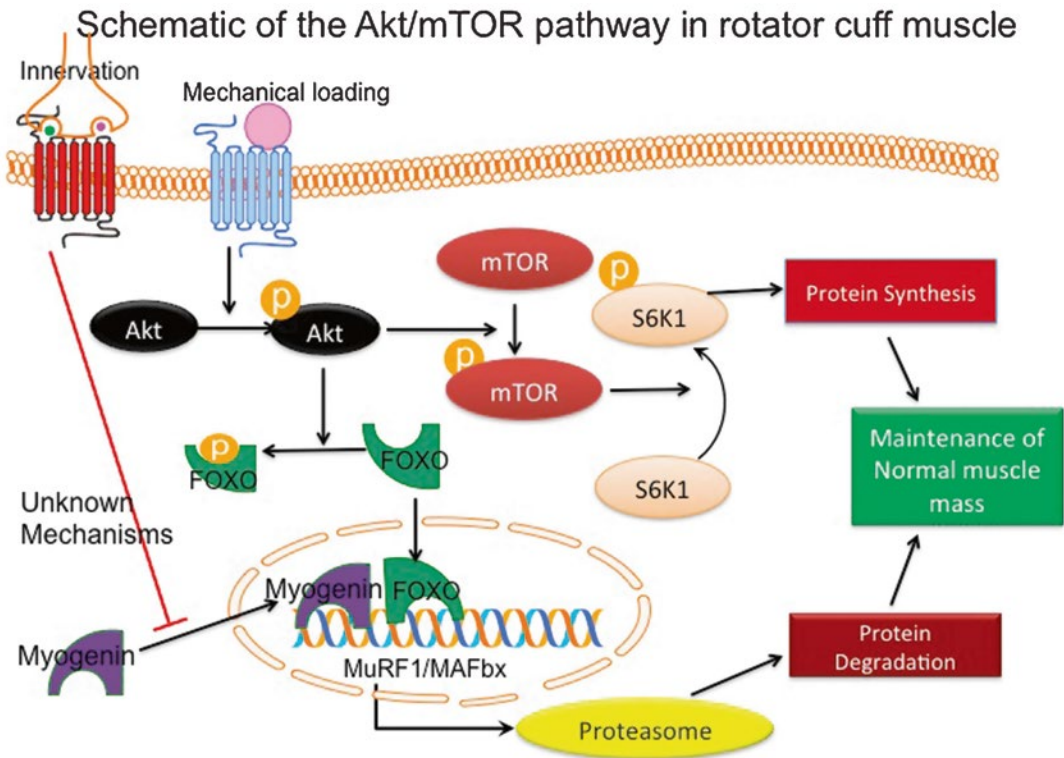 Schematic of the Akt/mTOR pathway in rotator cuff muscle
Innervation
Mechanical loading
mTOR
p
S6K1
Protein Synthesis
Akt
p
Akt
p
mTOR
p
FOXO
FOXO
S6K1
Maintenance of
Normal muscle
mass
Unknown
Mechanisms
Myogenin
FOXO
Myogenin
MuRF1/MAFbx
Protein
Degradation
Proteasome